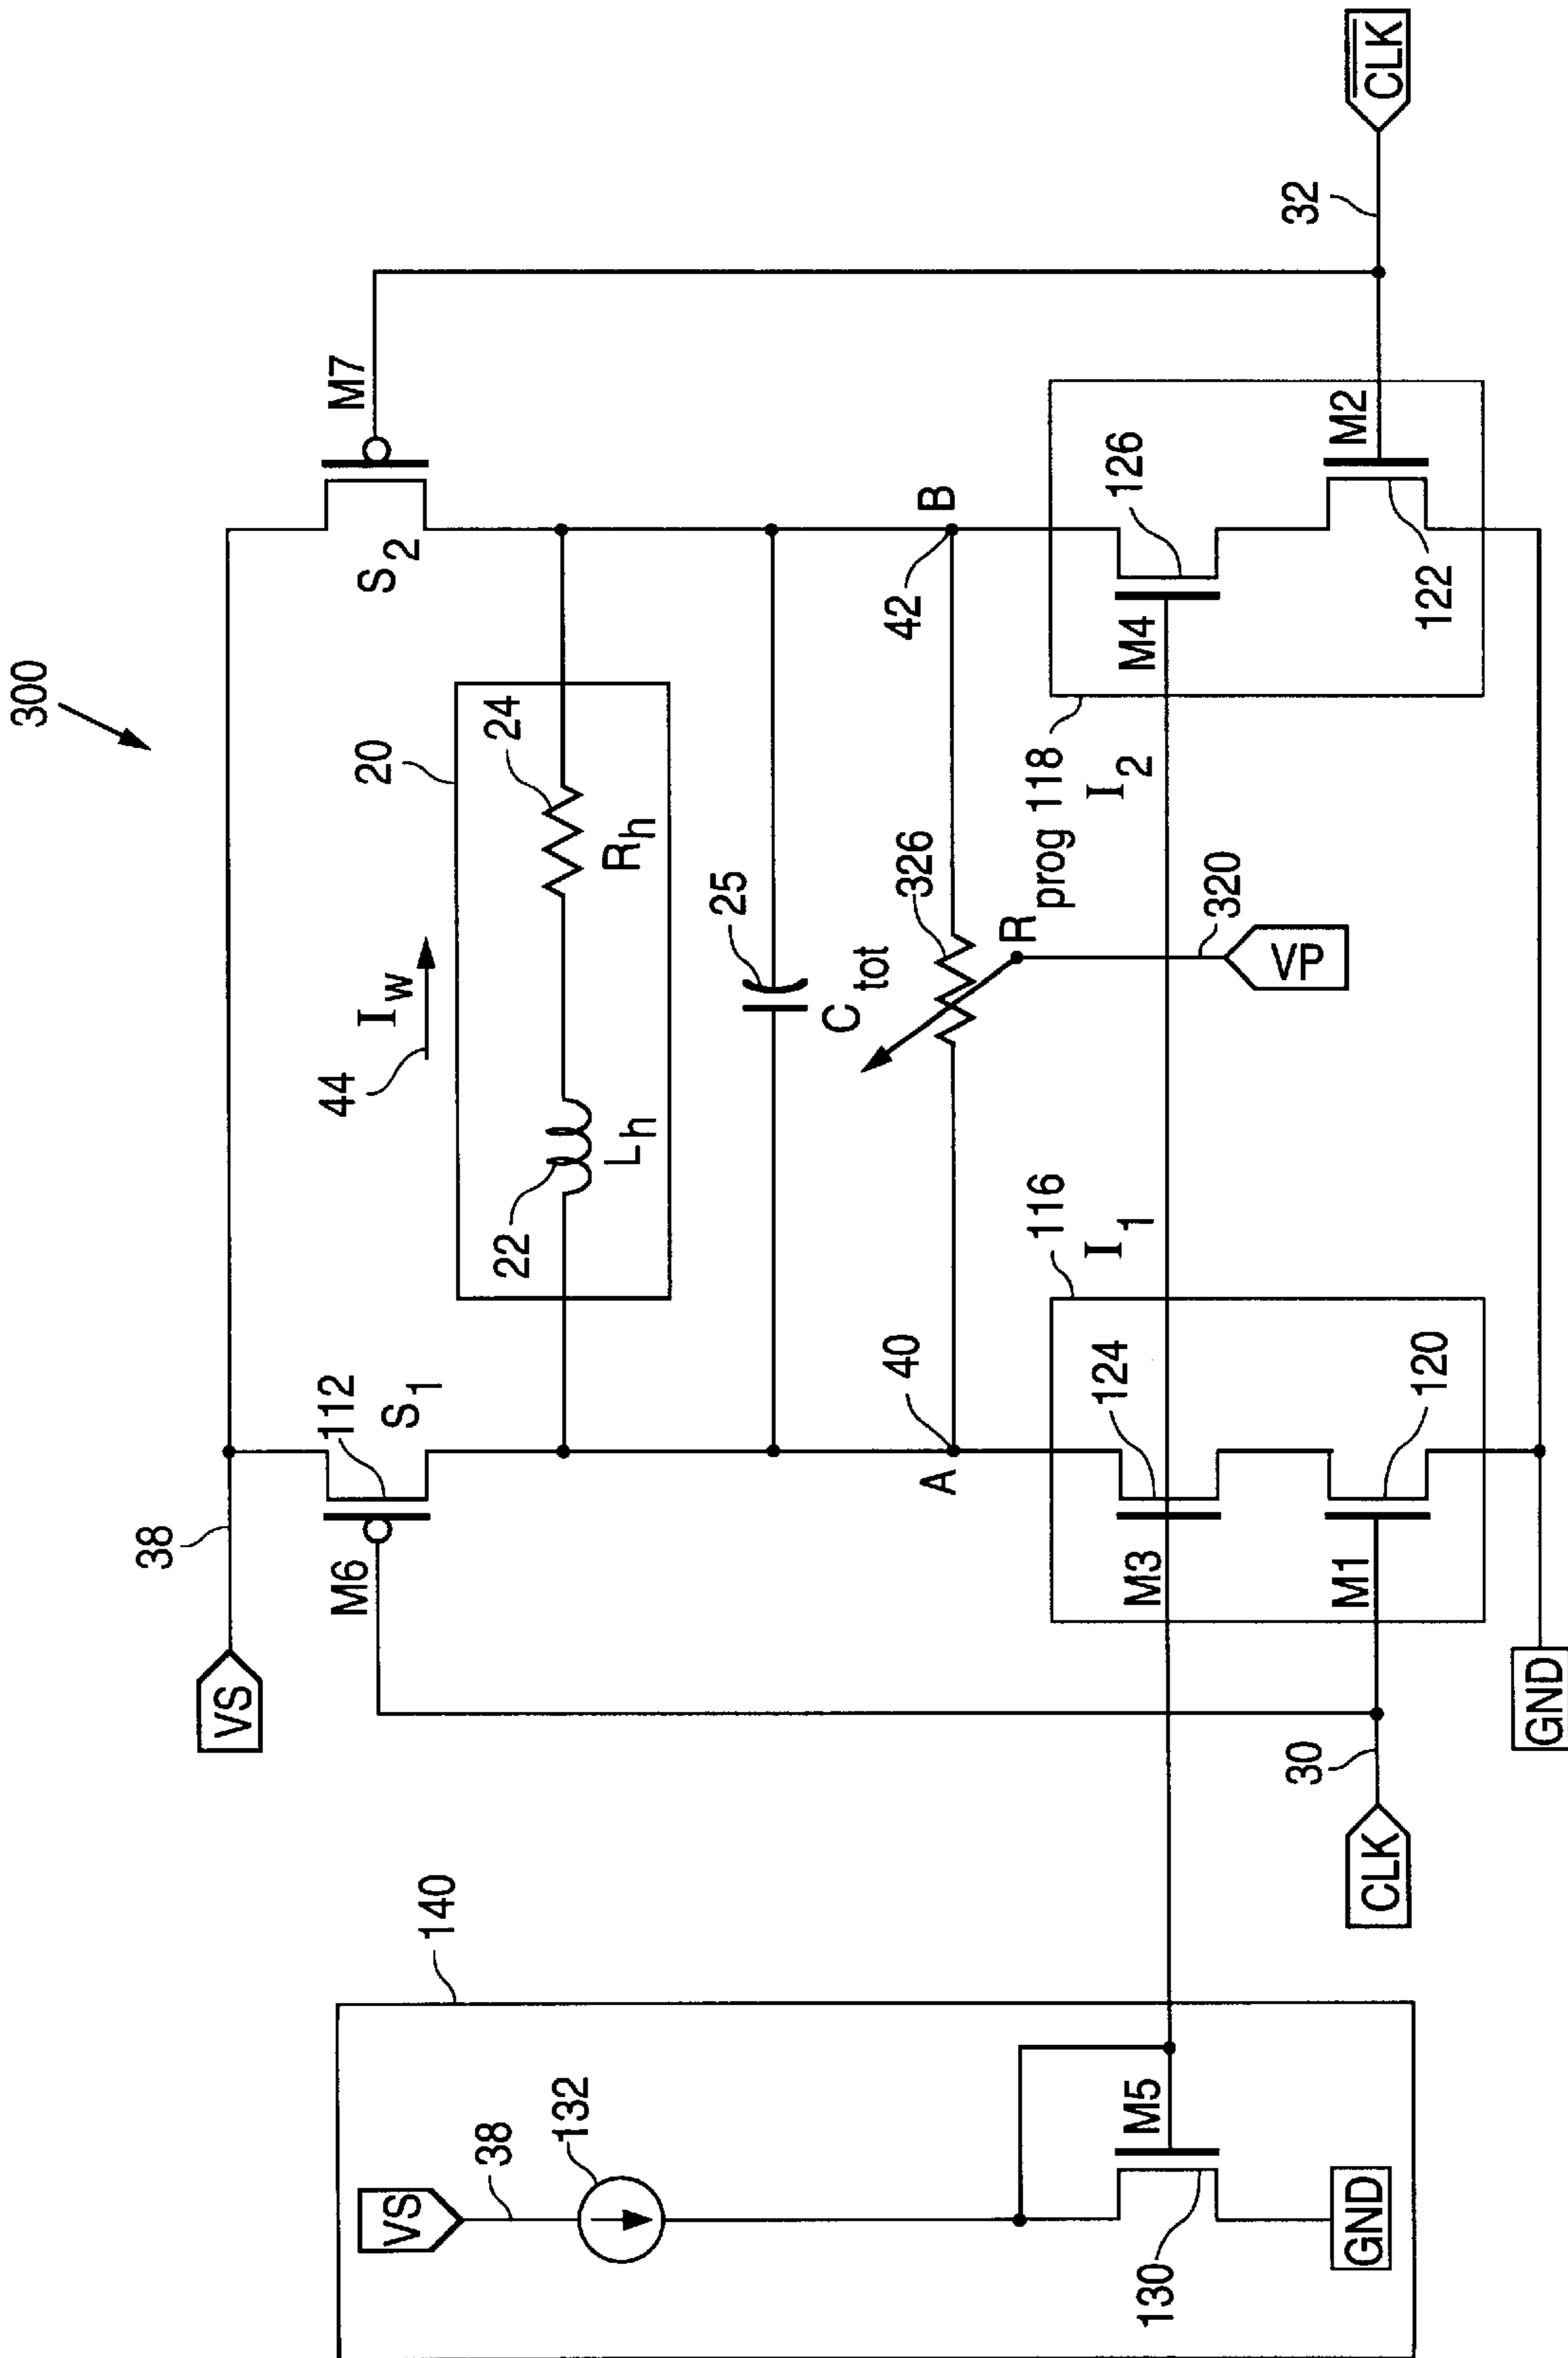 300
38
VS
M6
112
S1
M7
S2
44
Iw
20
22
Lh
24
Rh
25
Ctot
40
A
326
Rprog
42
B
320
VP
116
I1
118
I2
M3
124
M1
120
M4
126
M2
122
30
CLK
32
CLK
GND
140
VS
38
132
M5
130
GND